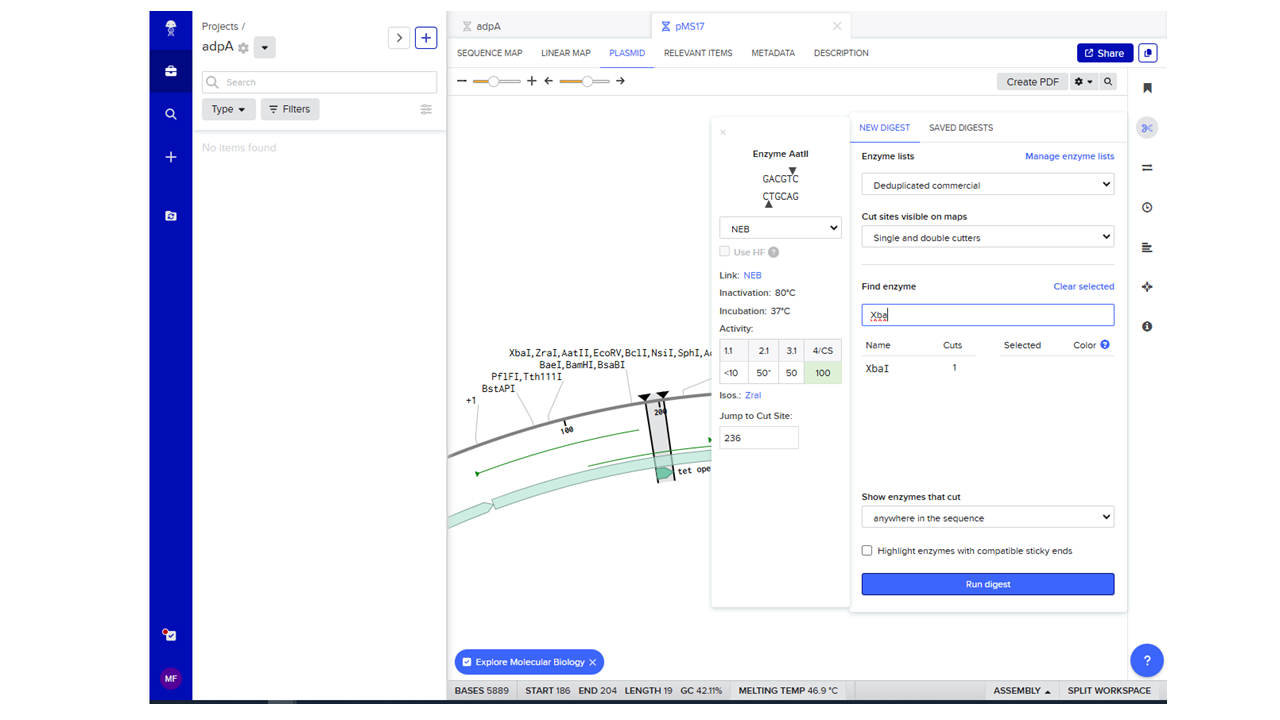 Projects /
adpA
Search
Type
Filters
No items found
MF
adpA
pMS17
SEQUENCE MAP
LINEAR MAP
PLASMID
RELEVANT ITEMS
METADATA
DESCRIPTION
Share
Create PDF
XbaI,ZraI,AatII,EcoRV,BclI,NsiI,SphI,
BaeI,BamHI,BsaBI
PflFI,Tth111I
BstAPI
+1
100
200
tet ope
Enzyme AatII
GACGTC
CTGCAG
NEB
Use HF ?
Link: NEB
Inactivation: 80°C
Incubation: 37°C
Activity:
1.1 2.1 3.1 4/CS
<10 50* 50 100
Isos.: ZraI
Jump to Cut Site:
236
NEW DIGEST
SAVED DIGESTS
Enzyme lists
Manage enzyme lists
Deduplicated commercial
Cut sites visible on maps
Single and double cutters
Find enzyme
Clear selected
Xba
Name Cuts Selected Color ?
XbaI 1
Show enzymes that cut
anywhere in the sequence
Highlight enzymes with compatible sticky ends
Run digest
Explore Molecular Biology
?
BASES 5889 START 186 END 204 LENGTH 19 GC 42.11% MELTING TEMP 46.9 °C
ASSEMBLY
SPLIT WORKSPACE